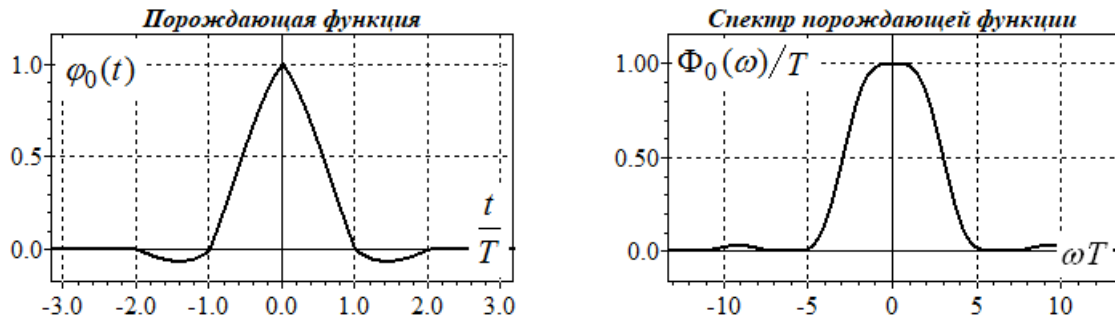 Порождающая функция
φ₀(t)
1.0
0.5
0.0
t
T
-3.0 -2.0 -1.0 0.0 1.0 2.0 3.0
Спектр порождающей функции
Φ₀(ω)/T
1.00
0.50
0.0
ωT
-10 -5 0 5 10